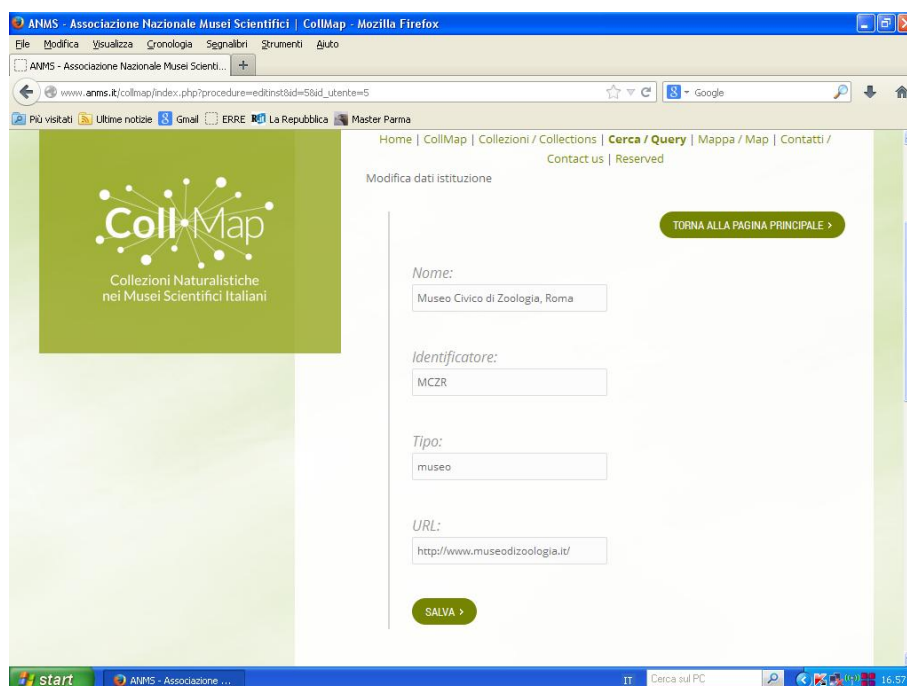 ANMS - Associazione Nazionale Musei Scientifici | CollMap - Mozilla Firefox
File Modifica Visualizza Cronologia Segnalibri Strumenti Aiuto
ANMS - Associazione Nazionale Musei Scienti... +
www.anms.it/collmap/index.php?procedure=editinst&id=5&id_utente=5
Google
Più visitati Ultime notizie Gmail ERRE La Repubblica Master Parma
Home | CollMap | Collezioni / Collections | Cerca / Query | Mappa / Map | Contatti /
Contact us | Reserved
Modifica dati istituzione
Coll Map
Collezioni Naturalistiche
nei Musei Scientifici Italiani
TORNA ALLA PAGINA PRINCIPALE >
Nome:
Museo Civico di Zoologia, Roma
Identificatore:
MCZR
Tipo:
museo
URL:
http://www.museodizoologia.it/
SALVA >
start
ANMS - Associazione ...
IT
Cerca sul PC
16.57